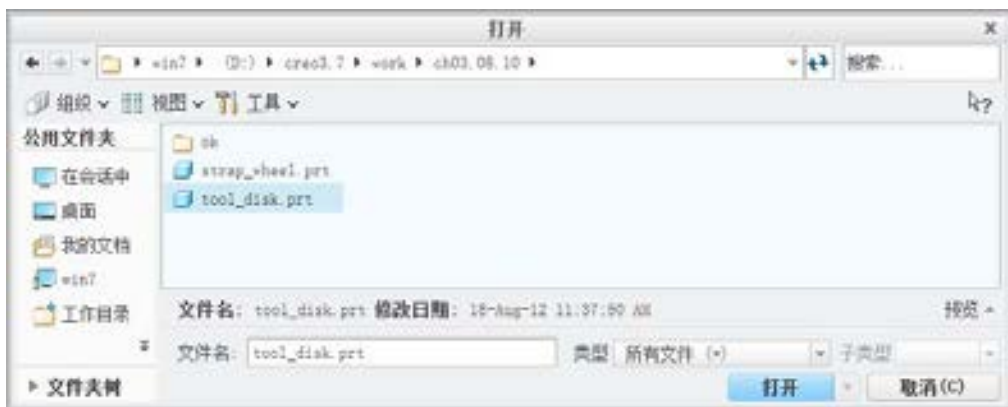 打开
win7 (D:) creo3.7 work ch03.08.10 搜索...
组织 视图 工具
公用文件夹
ok
strap_wheel.prt
在会话中
tool_disk.prt
桌面
我的文档
win7
工作目录
文件名: tool_disk.prt 修改日期: 18-Aug-12 11:37:50 AM 预览
文件名: tool_disk.prt 类型 所有文件 (*) 子类型
文件夹树 打开 取消(C)